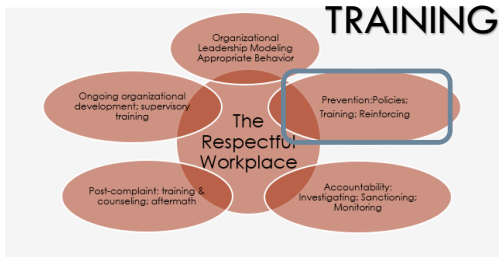 TRAINING
Organizational
Leadership Modeling
Appropriate Behavior
Ongoing organizational
development; supervisory
training
Prevention:Policies;
Training; Reinforcing
The
Respectful
Workplace
Post-complaint: training &
counseling; aftermath
Accountability:
Investigating; Sanctioning;
Monitoring